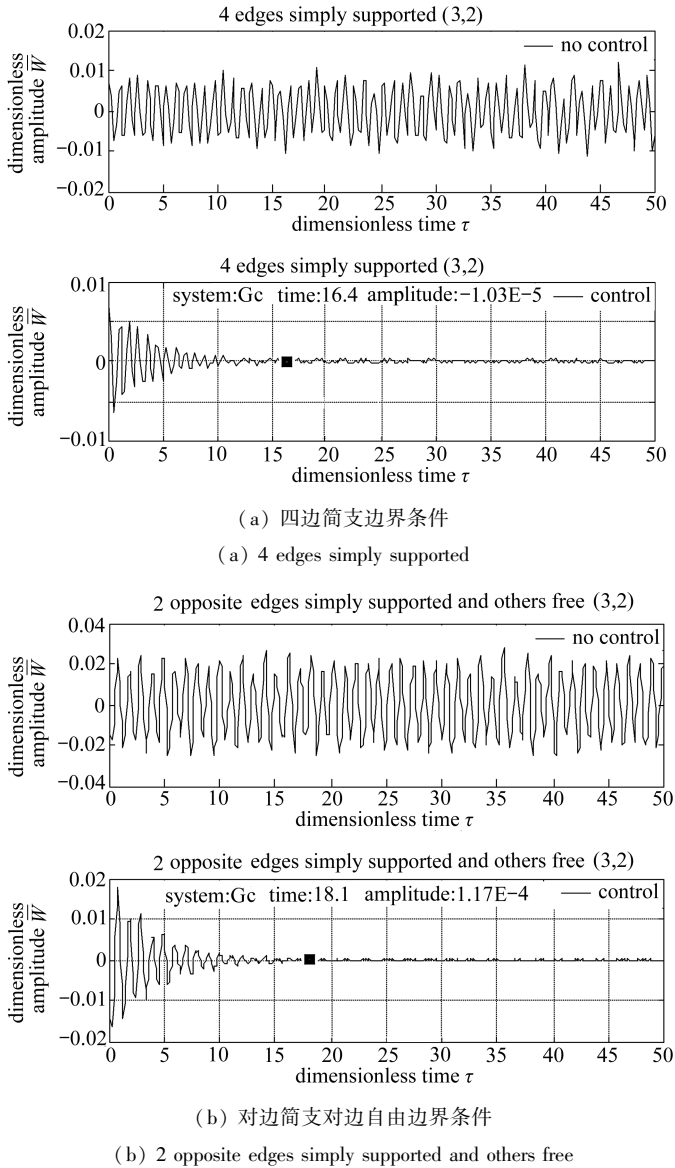 4 edges simply supported (3,2)
0.02
0.01
0
−0.01
−0.02
dimensionless
amplitude W̅
no control
0 5 10 15 20 25 30 35 40 45 50
dimensionless time τ
4 edges simply supported (3,2)
0.01
0
−0.01
dimensionless
amplitude W̅
system:Gc time:16.4 amplitude:−1.03E−5 control
0 5 10 15 20 25 30 35 40 45 50
dimensionless time τ
(a) 四边简支边界条件
(a) 4 edges simply supported
2 opposite edges simply supported and others free (3,2)
0.04
0.02
0
−0.02
−0.04
dimensionless
amplitude W̅
no control
0 5 10 15 20 25 30 35 40 45 50
dimensionless time τ
2 opposite edges simply supported and others free (3,2)
0.02
0.01
0
−0.01
−0.02
dimensionless
amplitude W̅
system:Gc time:18.1 amplitude:1.17E−4 control
0 5 10 15 20 25 30 35 40 45 50
dimensionless time τ
(b) 对边简支对边自由边界条件
(b) 2 opposite edges simply supported and others free